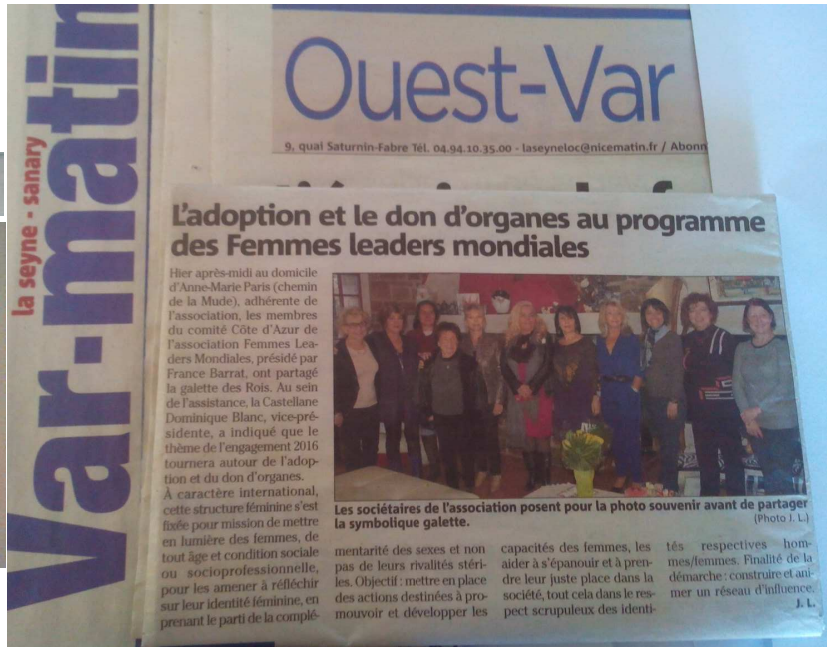 Var-matin
la seyne - sanary
Ouest-Var
9, quai Saturnin-Fabre Tél. 04.94.10.35.00 - laseyneloc@nicematin.fr / Abonn
L'adoption et le don d'organes au programme
des Femmes leaders mondiales
Hier après-midi au domicile
d'Anne-Marie Paris (chemin
de la Mude), adhérente de
l'association, les membres
du comité Côte d'Azur de
l'association Femmes Lea-
ders Mondiales, présidé par
France Barrat, ont partagé
la galette des Rois. Au sein
de l'assistance, la Castellane
Dominique Blanc, vice-pré-
sidente, a indiqué que le
thème de l'engagement 2016
tournera autour de l'adop-
tion et du don d'organes.
À caractère international,
cette structure féminine s'est
fixée pour mission de mettre
en lumière des femmes, de
tout âge et condition sociale
ou socioprofessionnelle,
pour les amener à réfléchir
sur leur identité féminine, en
prenant le parti de la complé-
Les sociétaires de l'association posent pour la photo souvenir avant de partager
la symbolique galette.
(Photo J. L.)
mentarité des sexes et non
pas de leurs rivalités stéri-
les. Objectif : mettre en place
des actions destinées à pro-
mouvoir et développer les
capacités des femmes, les
aider à s'épanouir et à pren-
dre leur juste place dans la
société, tout cela dans le res-
pect scrupuleux des identi-
tés respectives hom-
mes/femmes. Finalité de la
démarche : construire et ani-
mer un réseau d'influence.
J. L.